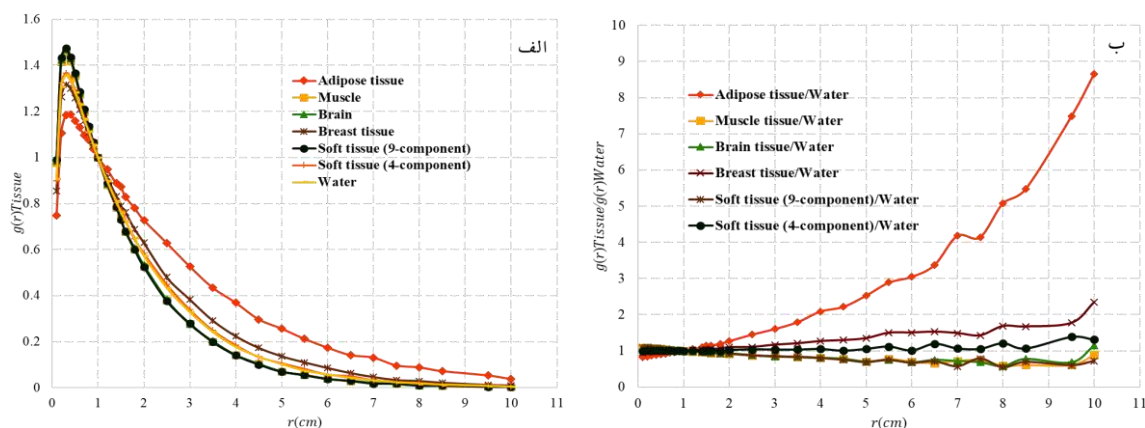 الف
1.6
1.4
1.2
1
0.8
0.6
0.4
0.2
0
g(r)Tissue
Adipose tissue
Muscle
Brain
Breast tissue
Soft tissue (9-component)
Soft tissue (4-component)
Water
0 1 2 3 4 5 6 7 8 9 10 11
r(cm)
ب
10
9
8
7
6
5
4
3
2
1
0
g(r)Tissue/g(r)Water
Adipose tissue/Water
Muscle tissue/Water
Brain tissue/Water
Breast tissue/Water
Soft tissue (9-component)/Water
Soft tissue (4-component)/Water
0 1 2 3 4 5 6 7 8 9 10 11
r(cm)